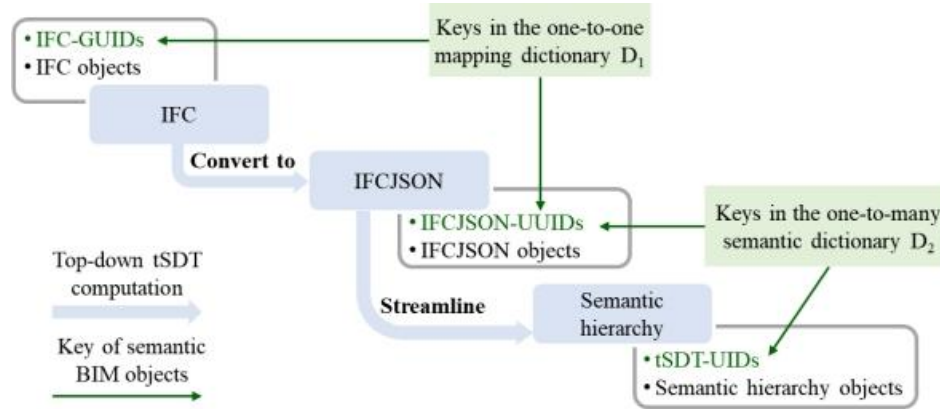 • IFC-GUIDs
• IFC objects
IFC
Keys in the one-to-one
mapping dictionary D₁
Convert to
IFCJSON
• IFCJSON-UUIDs
• IFCJSON objects
Keys in the one-to-many
semantic dictionary D₂
Top-down tSDT
computation
Streamline
Semantic
hierarchy
Key of semantic
BIM objects
• tSDT-UIDs
• Semantic hierarchy objects